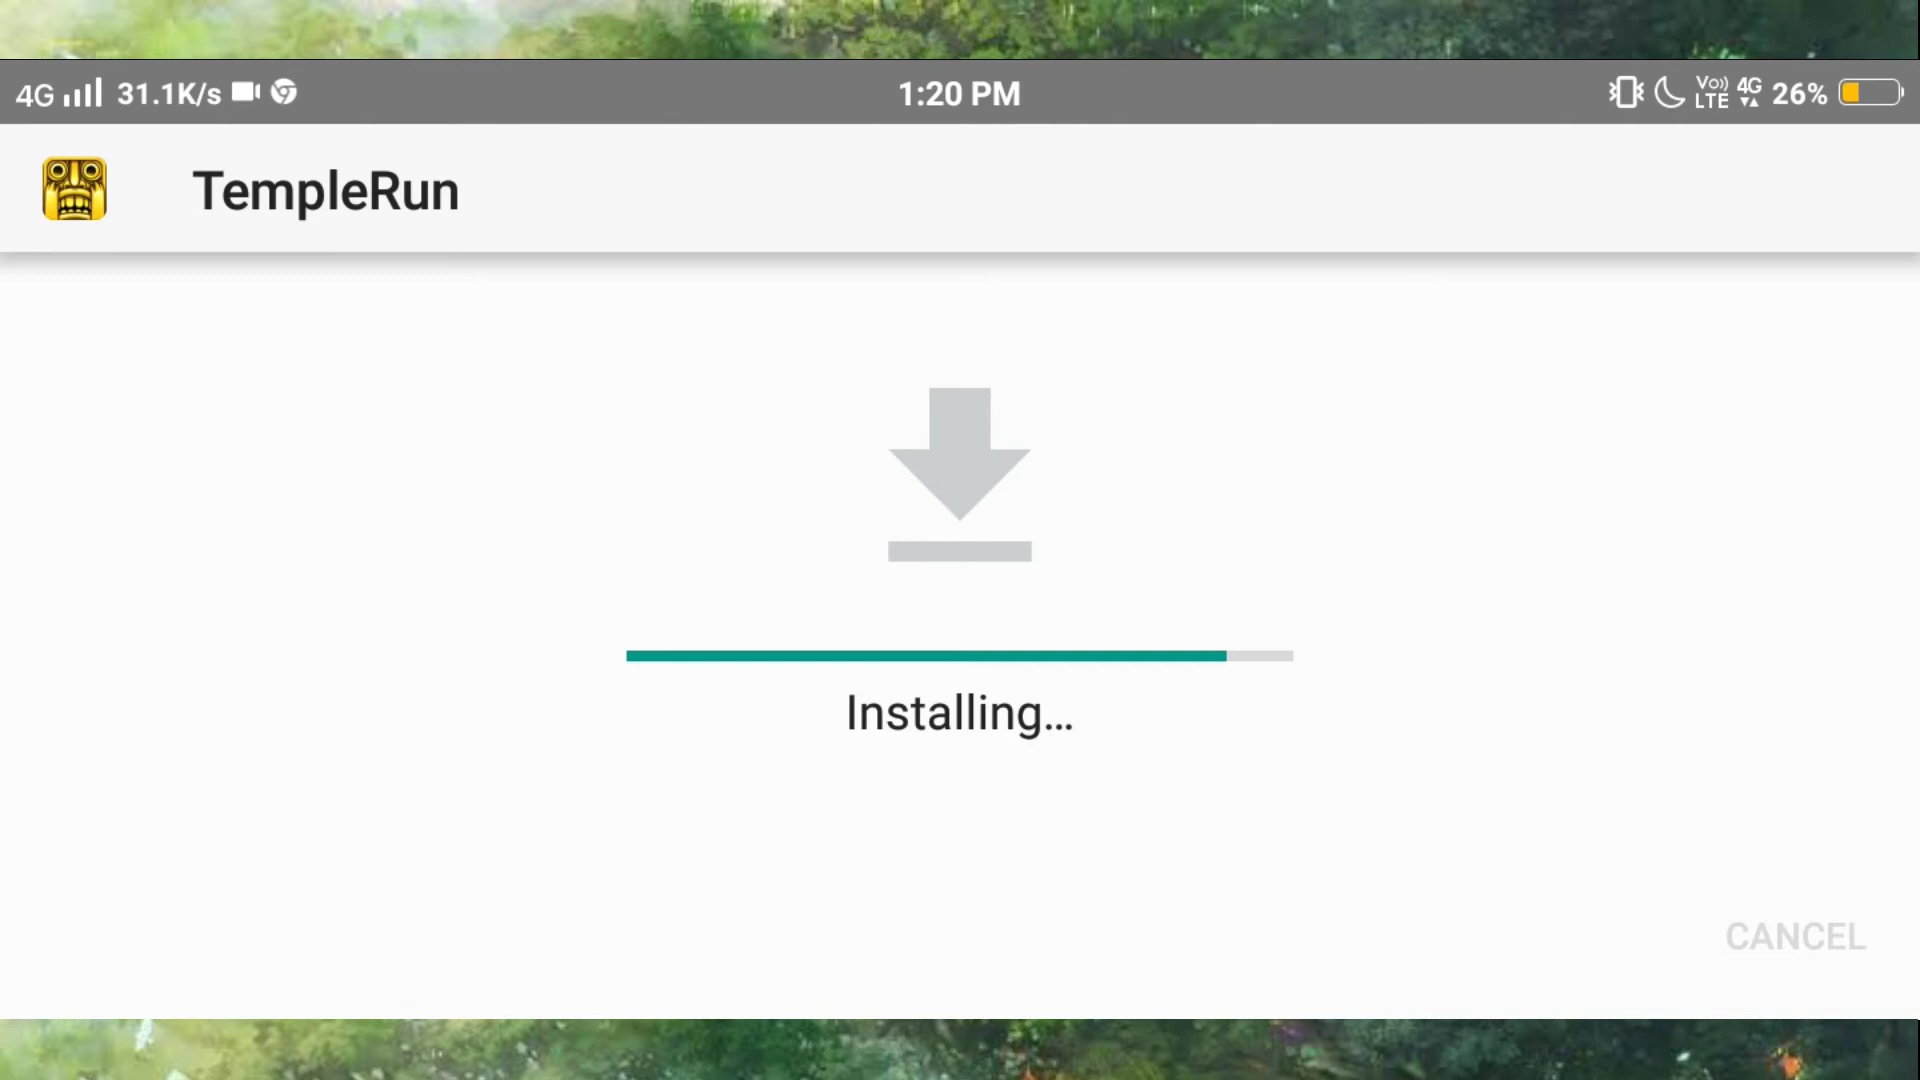 4G 31.1K/s 1:20 PM Vo)) LTE 4G 26%
TempleRun
Installing...
CANCEL